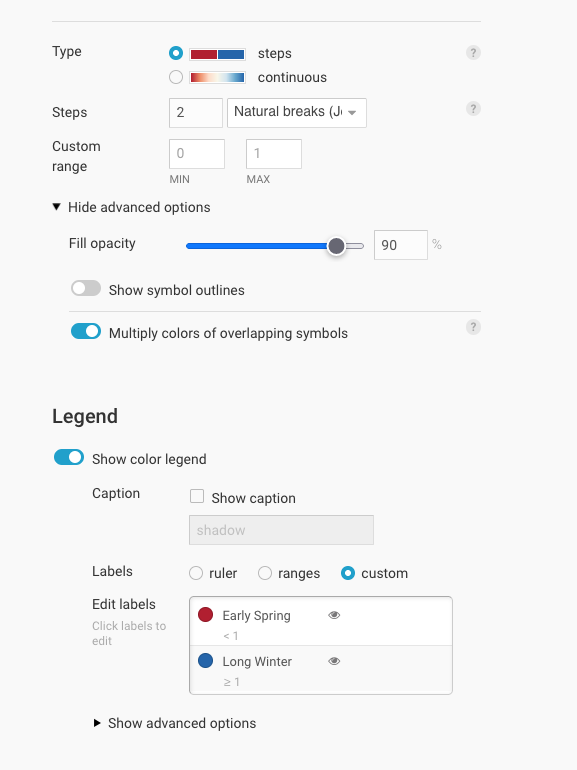 Type
steps
?
continuous
Steps
2
Natural breaks (J
?
Custom
range
0
1
MIN
MAX
Hide advanced options
Fill opacity
90
%
Show symbol outlines
Multiply colors of overlapping symbols
?
Legend
Show color legend
Caption
Show caption
shadow
Labels
ruler
ranges
custom
Edit labels
Click labels to
edit
Early Spring
< 1
Long Winter
≥ 1
Show advanced options